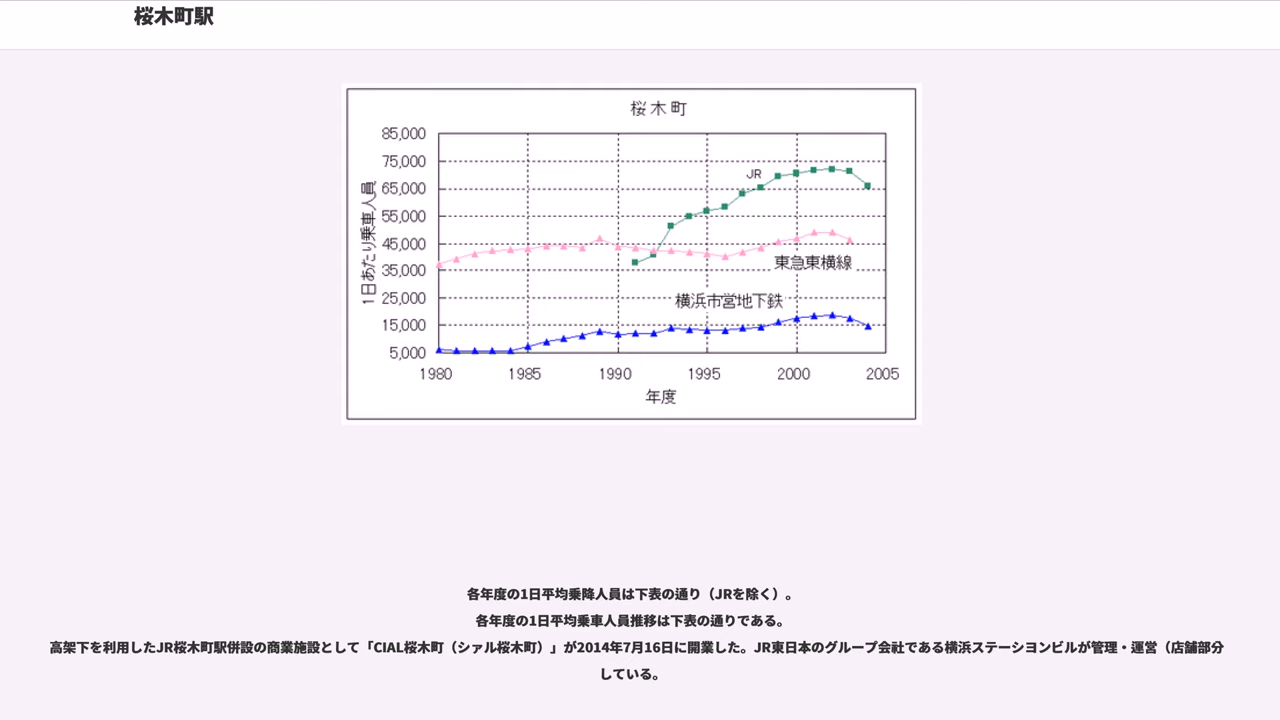 桜木町駅
桜木町
85,000
75,000
65,000
55,000
45,000
35,000
25,000
15,000
5,000
1日あたり乗車人員
JR
東急東横線
横浜市営地下鉄
1980 1985 1990 1995 2000 2005
年度
各年度の1日平均乗降人員は下表の通り（JRを除く）。
各年度の1日平均乗車人員推移は下表の通りである。
高架下を利用したJR桜木町駅併設の商業施設として「CIAL桜木町（シァル桜木町）」が2014年7月16日に開業した。JR東日本のグループ会社である横浜ステーシヨンビルが管理・運営（店舗部分
している。